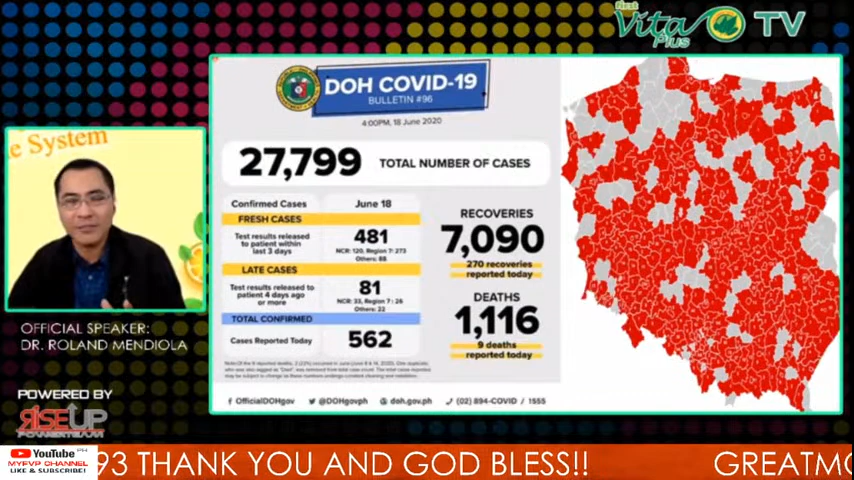 first
Vita
Plus
TV
e System
OFFICIAL SPEAKER:
DR. ROLAND MENDIOLA
POWERED BY
RISEUP
POWERTEAM
DOH COVID-19
BULLETIN #96
4:00PM, 18 June 2020
27,799 TOTAL NUMBER OF CASES
Confirmed Cases June 18
FRESH CASES
Test results released
to patient within
last 3 days
481
NCR: 120, Region 7: 273
Others: 88
LATE CASES
Test results released to
patient 4 days ago
or more
81
NCR: 33, Region 7: 26
Others: 22
TOTAL CONFIRMED
Cases Reported Today 562
RECOVERIES
7,090
270 recoveries
reported today
DEATHS
1,116
9 deaths
reported today
OfficialDOHgov @DOHgovph doh.gov.ph (02) 894-COVID / 1555
YouTube PH
MYFVP CHANNEL
LIKE & SUBSCRIBE!
93 THANK YOU AND GOD BLESS!! GREATMO